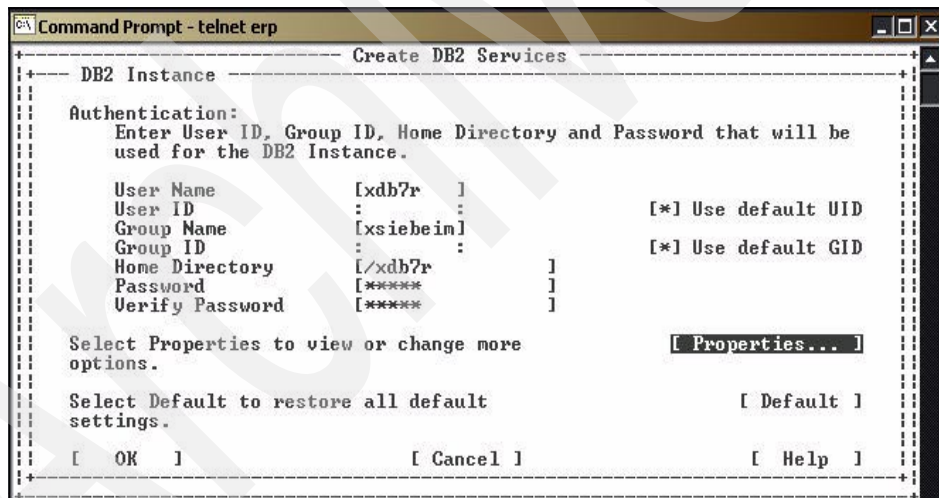 Command Prompt - telnet erp
Create DB2 Services
DB2 Instance
Authentication:
Enter User ID, Group ID, Home Directory and Password that will be
used for the DB2 Instance.
User Name [xdb7r ]
User ID : : [*] Use default UID
Group Name [xsiebeim]
Group ID : : [*] Use default GID
Home Directory [/xdb7r ]
Password [***** ]
Verify Password [***** ]
Select Properties to view or change more [ Properties... ]
options.
Select Default to restore all default [ Default ]
settings.
[ OK ] [ Cancel ] [ Help ]